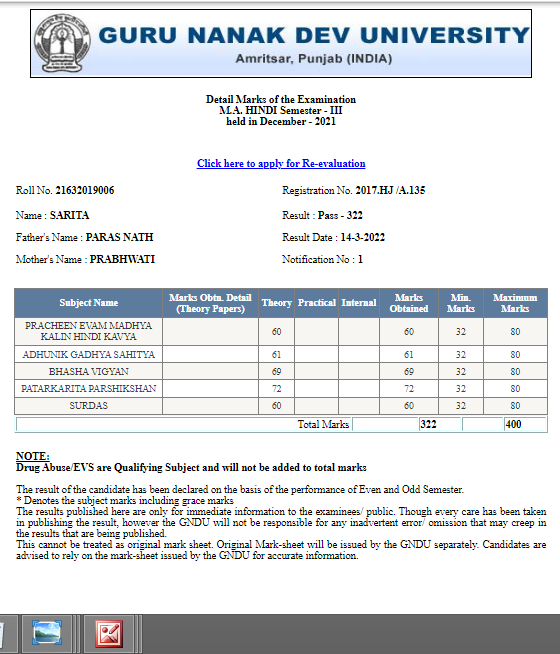 GURU NANAK DEV UNIVERSITY
Amritsar, Punjab (INDIA)
Detail Marks of the Examination
M.A. HINDI Semester - III
held in December - 2021
Click here to apply for Re-evaluation
Roll No. 21632019006 Registration No. 2017.HJ /A.135
Name : SARITA Result : Pass - 322
Father's Name : PARAS NATH Result Date : 14-3-2022
Mother's Name : PRABHWATI Notification No : 1
Subject Name Marks Obtn. Detail (Theory Papers) Theory Practical Internal Marks Obtained Min. Marks Maximum Marks
PRACHEEN EVAM MADHYA KALIN HINDI KAVYA 60 60 32 80
ADHUNIK GADHYA SAHITYA 61 61 32 80
BHASHA VIGYAN 69 69 32 80
PATARKARITA PARSHIKSHAN 72 72 32 80
SURDAS 60 60 32 80
Total Marks 322 400
NOTE:
Drug Abuse/EVS are Qualifying Subject and will not be added to total marks
The result of the candidate has been declared on the basis of the performance of Even and Odd Semester.
* Denotes the subject marks including grace marks
The results published here are only for immediate information to the examinees/ public. Though every care has been taken
in publishing the result, however the GNDU will not be responsible for any inadvertent error/ omission that may creep in
the results that are being published.
This cannot be treated as original mark sheet. Original Mark-sheet will be issued by the GNDU separately. Candidates are
advised to rely on the mark-sheet issued by the GNDU for accurate information.